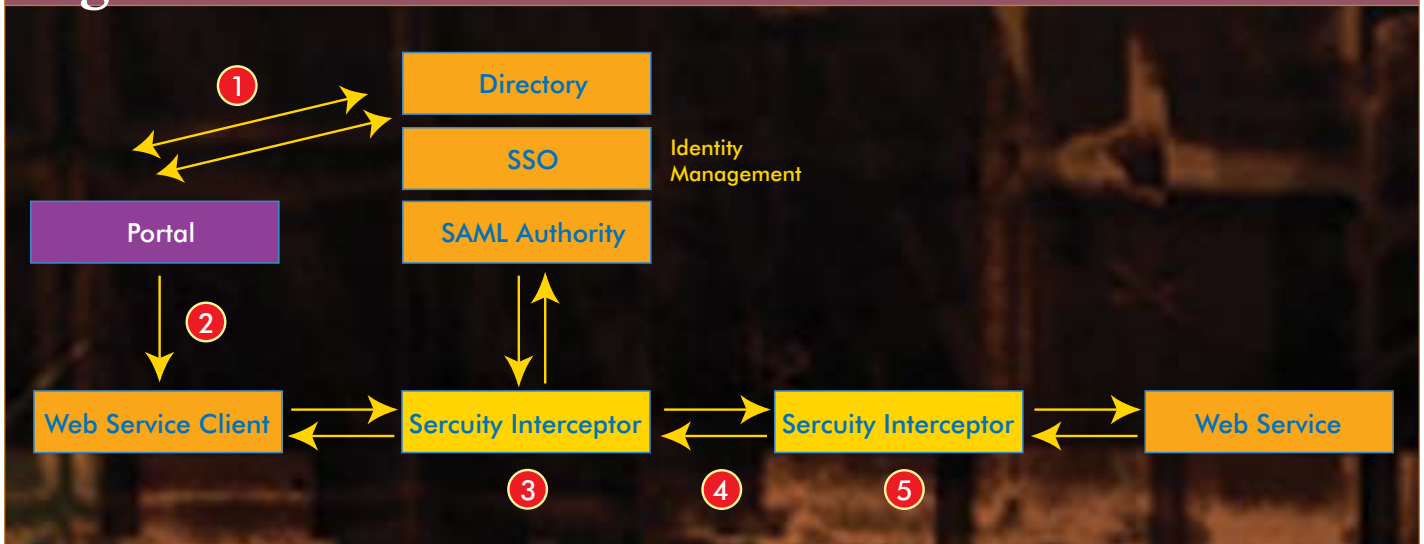 1
Directory
SSO
Identity
Management
Portal
SAML Authority
2
Web Service Client
Sercuity Interceptor
Sercuity Interceptor
Web Service
3
4
5